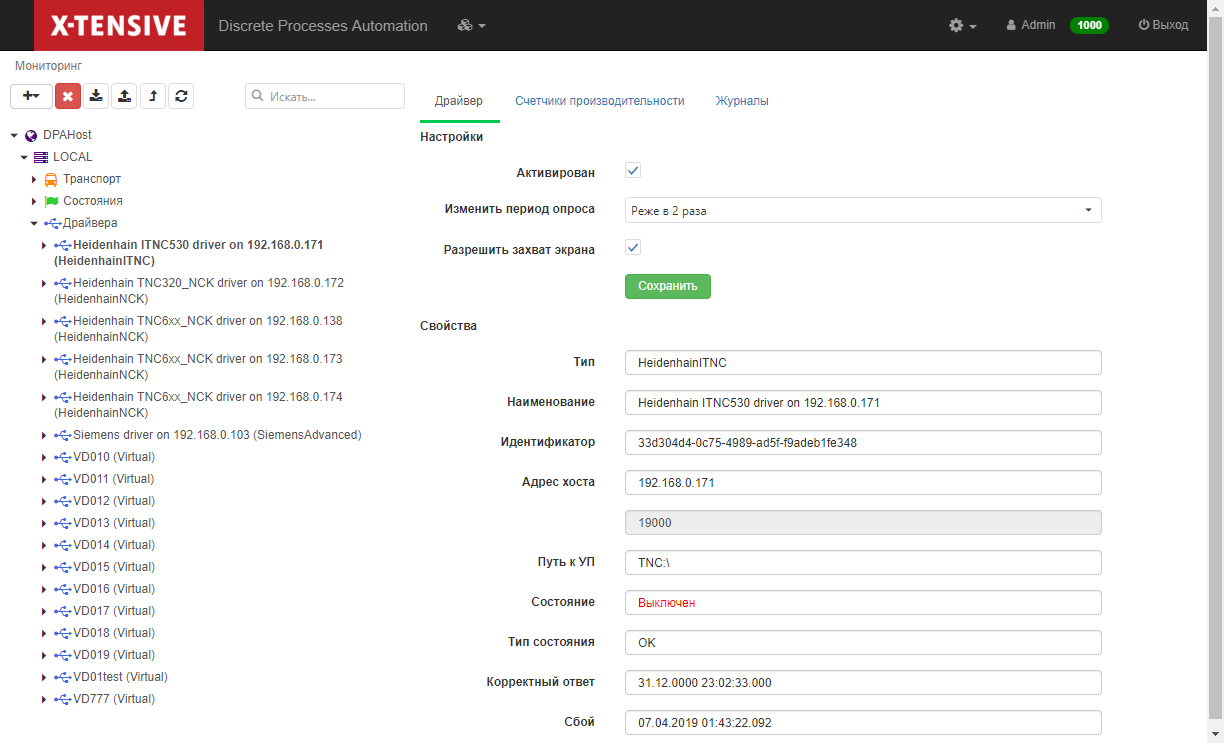 X-TENSIVE
Discrete Processes Automation
Admin
1000
Выход
Мониторинг
Искать...
Драйвер
Счетчики производительности
Журналы
DPAHost
LOCAL
Транспорт
Состояния
Драйвера
Heidenhain ITNC530 driver on 192.168.0.171
(HeidenhainITNC)
Heidenhain TNC320_NCK driver on 192.168.0.172
(HeidenhainNCK)
Heidenhain TNC6xx_NCK driver on 192.168.0.138
(HeidenhainNCK)
Heidenhain TNC6xx_NCK driver on 192.168.0.173
(HeidenhainNCK)
Heidenhain TNC6xx_NCK driver on 192.168.0.174
(HeidenhainNCK)
Siemens driver on 192.168.0.103 (SiemensAdvanced)
VD010 (Virtual)
VD011 (Virtual)
VD012 (Virtual)
VD013 (Virtual)
VD014 (Virtual)
VD015 (Virtual)
VD016 (Virtual)
VD017 (Virtual)
VD018 (Virtual)
VD019 (Virtual)
VD01test (Virtual)
VD777 (Virtual)
Настройки
Активирован
Изменить период опроса
Реже в 2 раза
Разрешить захват экрана
Сохранить
Свойства
Тип
HeidenhainITNC
Наименование
Heidenhain ITNC530 driver on 192.168.0.171
Идентификатор
33d304d4-0c75-4989-ad5f-f9adeb1fe348
Адрес хоста
192.168.0.171
19000
Путь к УП
TNC:\
Состояние
Выключен
Тип состояния
OK
Корректный ответ
31.12.0000 23:02:33.000
Сбой
07.04.2019 01:43:22.092